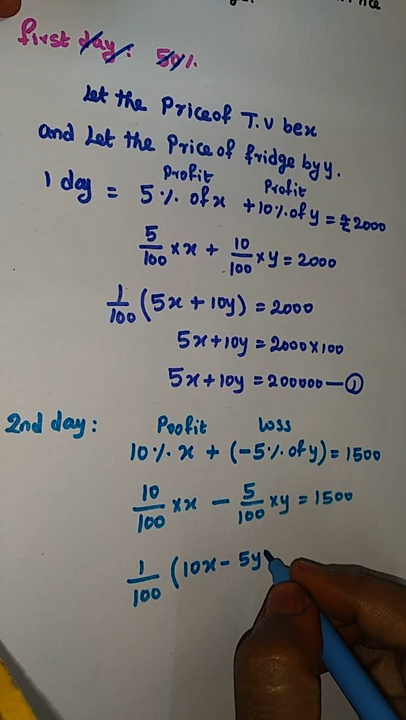 first day: 50%
Let the Price of T.V be x
and Let the Price of fridge by y.
Profit Profit
1 day = 5% of x + 10% of y = ₹2000
5/100 × x + 10/100 × y = 2000
1/100 (5x + 10y) = 2000
5x + 10y = 2000 × 100
5x + 10y = 200000 — ①
2nd day: Profit Loss
10% x + (-5% of y) = 1500
10/100 × x - 5/100 × y = 1500
1/100 (10x - 5y